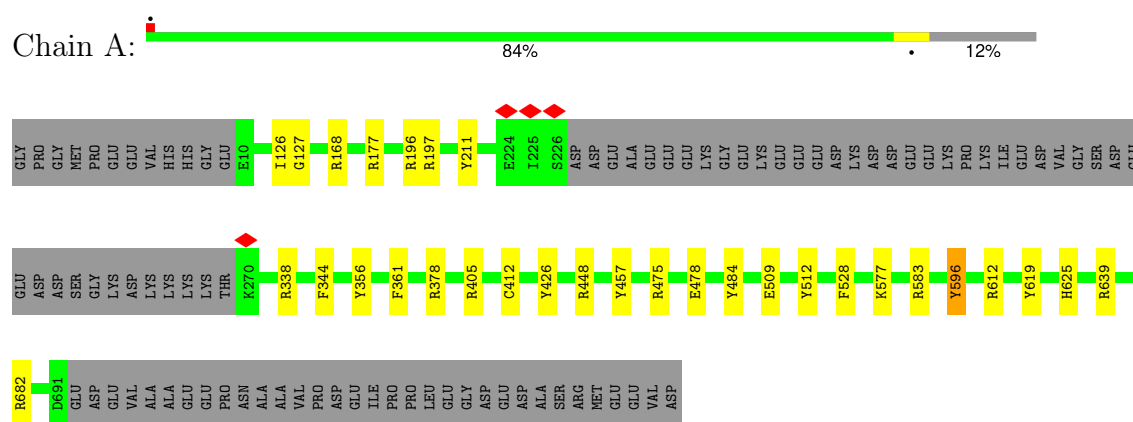 Chain A:
84%
12%
GLY PRO GLY MET PRO GLU GLU VAL HIS HIS GLY GLU E10 I126 G127 R168 R177 R196 R197 Y211 E224 I225 S226 ASP ASP GLU ALA GLU GLU GLU LYS GLY GLU LYS GLU GLU GLU ASP LYS ASP ASP GLU GLU LYS PRO LYS ILE GLU ASP VAL GLY SER ASP GLU
GLU ASP ASP SER GLY LYS ASP LYS LYS LYS LYS THR K270 R338 F344 Y356 F361 R378 R405 C412 Y426 R448 Y457 R475 E478 Y484 E509 Y512 F528 K577 R583 Y596 R612 Y619 H625 R639
R682 D691 GLU ASP GLU VAL ALA ALA GLU GLU PRO ASN ALA ALA VAL PRO ASP GLU ILE PRO PRO LEU GLU GLY ASP GLU ASP ALA SER ARG MET GLU GLU VAL ASP